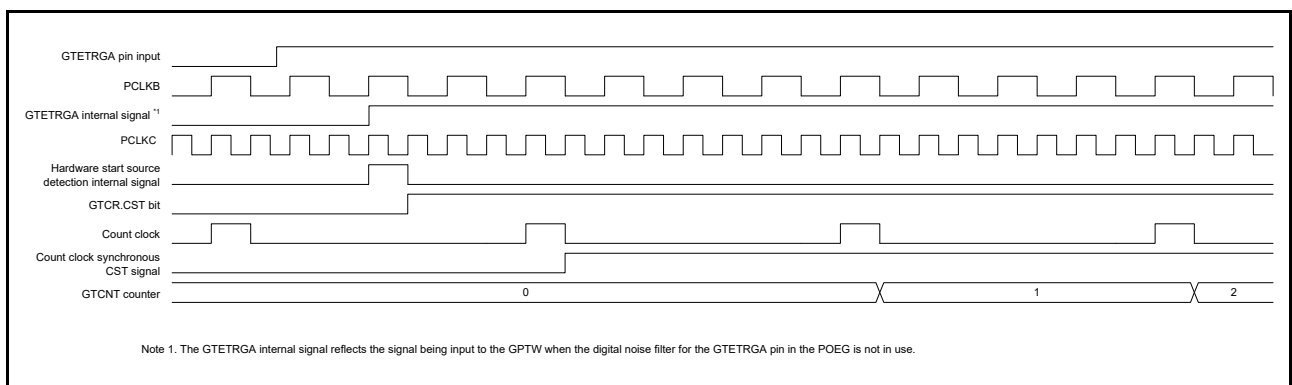 GTETRGA pin input
PCLKB
GTETRGA internal signal *1
PCLKC
Hardware start source
detection internal signal
GTCR.CST bit
Count clock
Count clock synchronous
CST signal
GTCNT counter
0
1
2
Note 1. The GTETRGA internal signal reflects the signal being input to the GPTW when the digital noise filter for the GTETRGA pin in the POEG is not in use.